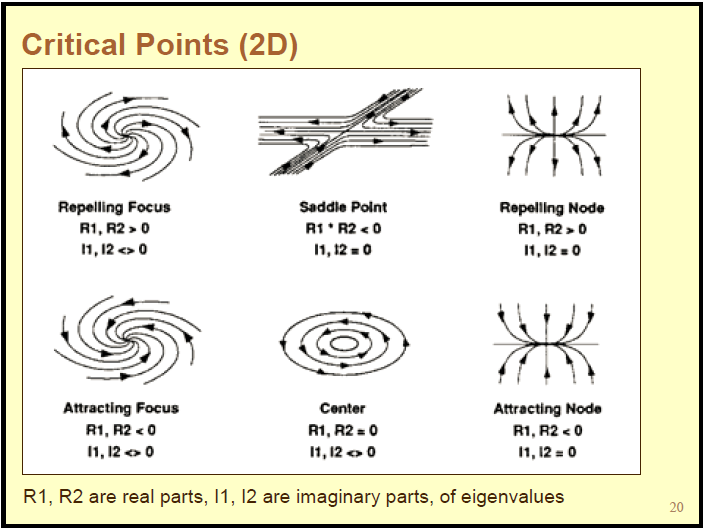 Critical Points (2D)
Repelling Focus
R1, R2 > 0
I1, I2 <> 0
Saddle Point
R1 * R2 < 0
I1, I2 = 0
Repelling Node
R1, R2 > 0
I1, I2 = 0
Attracting Focus
R1, R2 < 0
I1, I2 <> 0
Center
R1, R2 = 0
I1, I2 <> 0
Attracting Node
R1, R2 < 0
I1, I2 = 0
R1, R2 are real parts, I1, I2 are imaginary parts, of eigenvalues
20